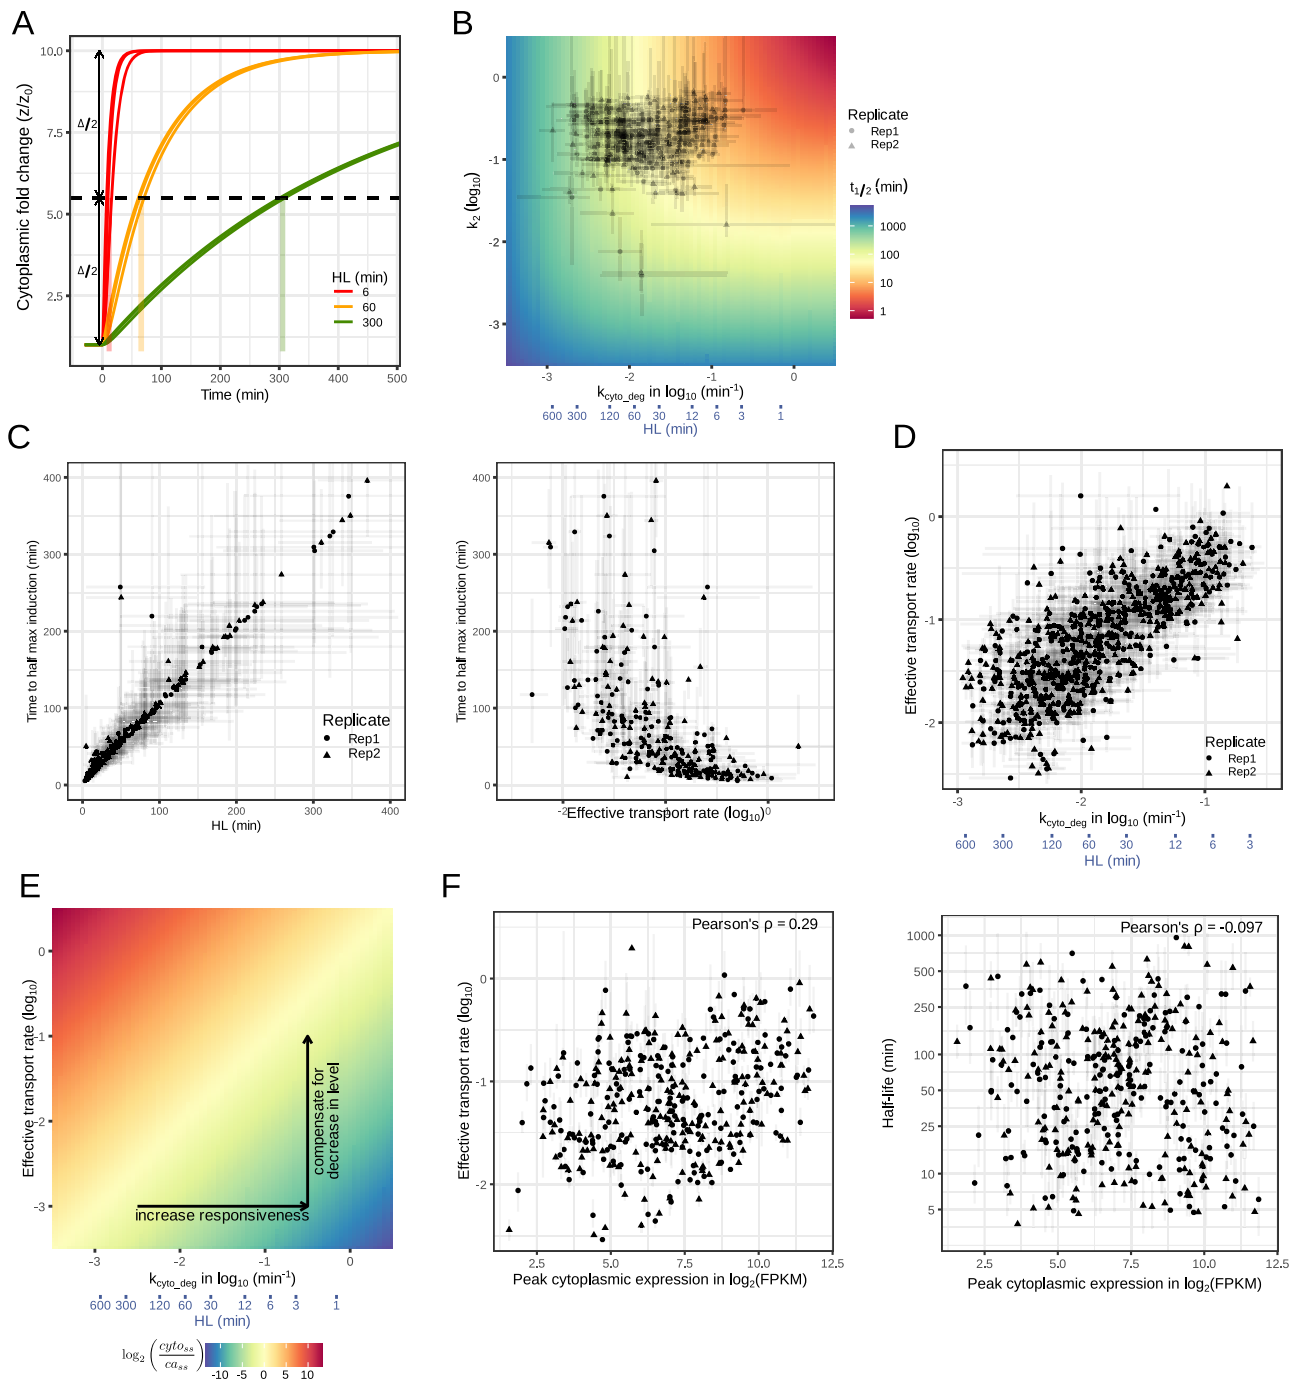 A
Cytoplasmic fold change (z/z0)
10.0
7.5
5.0
2.5
Δ/2
Δ/2
HL (min)
6
60
300
0
100
200
300
400
500
Time (min)
B
k2 (log10)
0
-1
-2
-3
-3
-2
-1
0
kcyto_deg in log10 (min-1)
600 300 120 60 30 12 6 3 1
HL (min)
Replicate
Rep1
Rep2
t1/2 (min)
1000
100
10
1
C
Time to half max induction (min)
400
300
200
100
0
Replicate
Rep1
Rep2
0 100 200 300 400
HL (min)
Time to half max induction (min)
400
300
200
100
0
-2 -1 0
Effective transport rate (log10)
D
Effective transport rate (log10)
0
-1
-2
Replicate
Rep1
Rep2
-3 -2 -1
kcyto_deg in log10 (min-1)
600 300 120 60 30 12 6 3
HL (min)
E
Effective transport rate (log10)
0
-1
-2
-3
compensate for
decrease in level
increase responsiveness
-3 -2 -1 0
kcyto_deg in log10 (min-1)
600 300 120 60 30 12 6 3 1
HL (min)
log2 (cytoss/cass)
-10 -5 0 5 10
F
Pearson's ρ = 0.29
Effective transport rate (log10)
0
-1
-2
2.5 5.0 7.5 10.0 12.5
Peak cytoplasmic expression in log2(FPKM)
Pearson's ρ = -0.097
Half-life (min)
1000
500
250
100
50
25
10
5
2.5 5.0 7.5 10.0 12.5
Peak cytoplasmic expression in log2(FPKM)